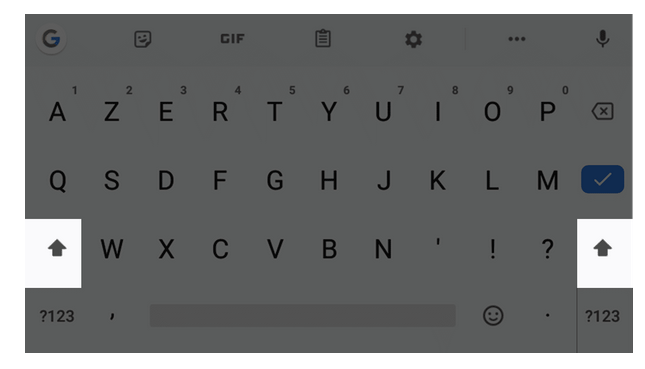 G GIF ...
A 1 Z 2 E 3 R 4 T 5 Y 6 U 7 I 8 O 9 P 0
Q S D F G H J K L M
W X C V B N ' ! ?
?123 , . ?123